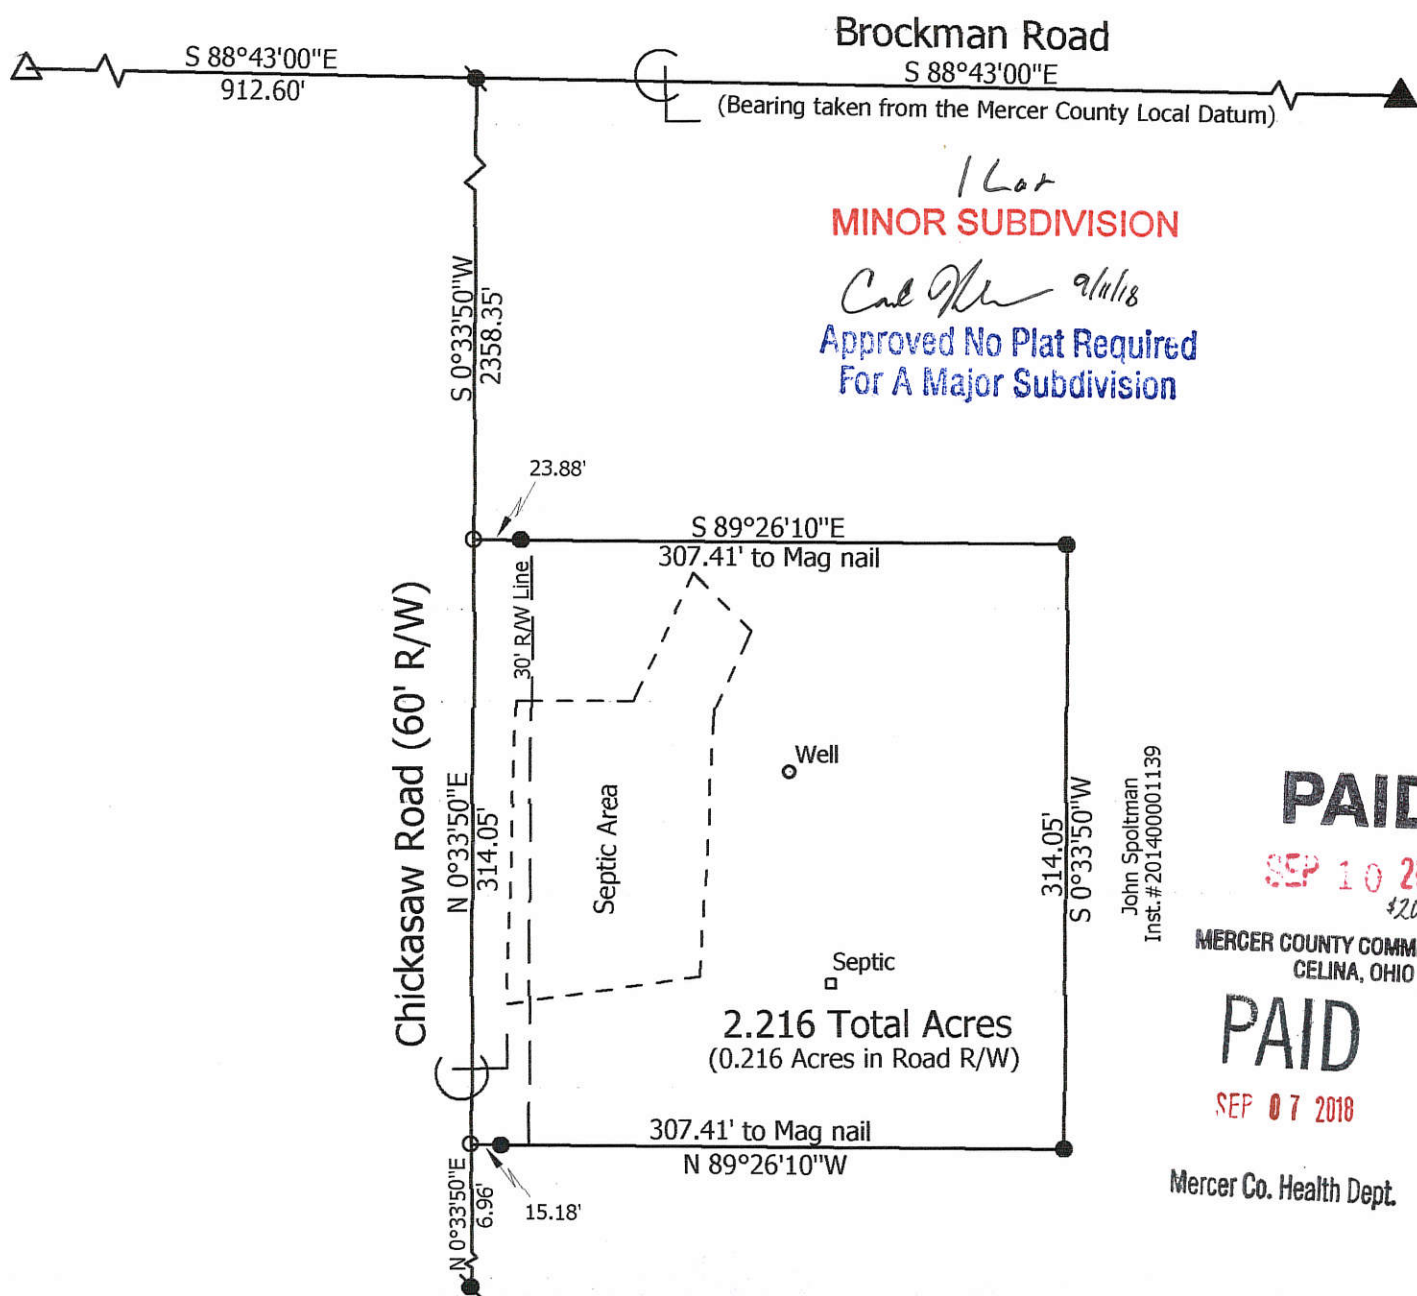 Brockman Road
S 88°43'00"E
912.60'
S 88°43'00"E
(Bearing taken from the Mercer County Local Datum)
1 Lot
MINOR SUBDIVISION
9/11/18
Approved No Plat Required
For A Major Subdivision
S 0°33'50"W
2358.35'
23.88'
S 89°26'10"E
307.41' to Mag nail
30' R/W Line
Chickasaw Road (60' R/W)
N 0°33'50"E
314.05'
Septic Area
Well
314.05'
S 0°33'50"W
John Spoltman
Inst.#201400001139
Septic
2.216 Total Acres
(0.216 Acres in Road R/W)
307.41' to Mag nail
N 89°26'10"W
N 0°33'50"E
6.96'
15.18'
PAID
SEP 10
MERCER COUNTY COMM
CELINA, OHIO
PAID
SEP 07 2018
Mercer Co. Health Dept.